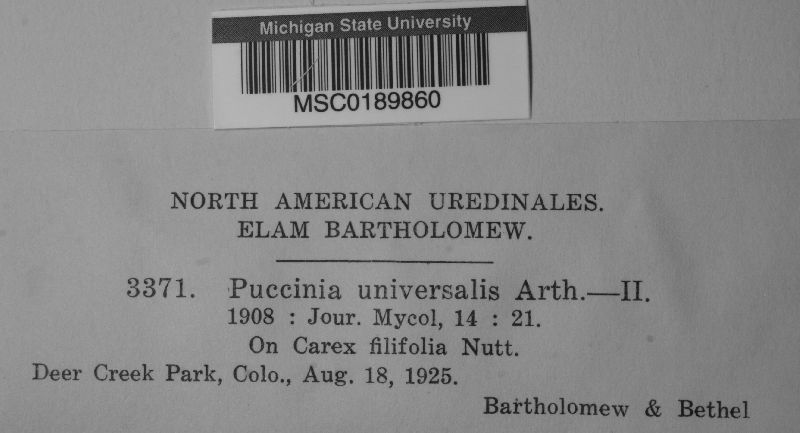 Michigan State University
MSC0189860
NORTH AMERICAN UREDINALES.
ELAM BARTHOLOMEW.
3371. Puccinia universalis Arth.—II.
1908 : Jour. Mycol, 14 : 21.
On Carex filifolia Nutt.
Deer Creek Park, Colo., Aug. 18, 1925.
Bartholomew & Bethel